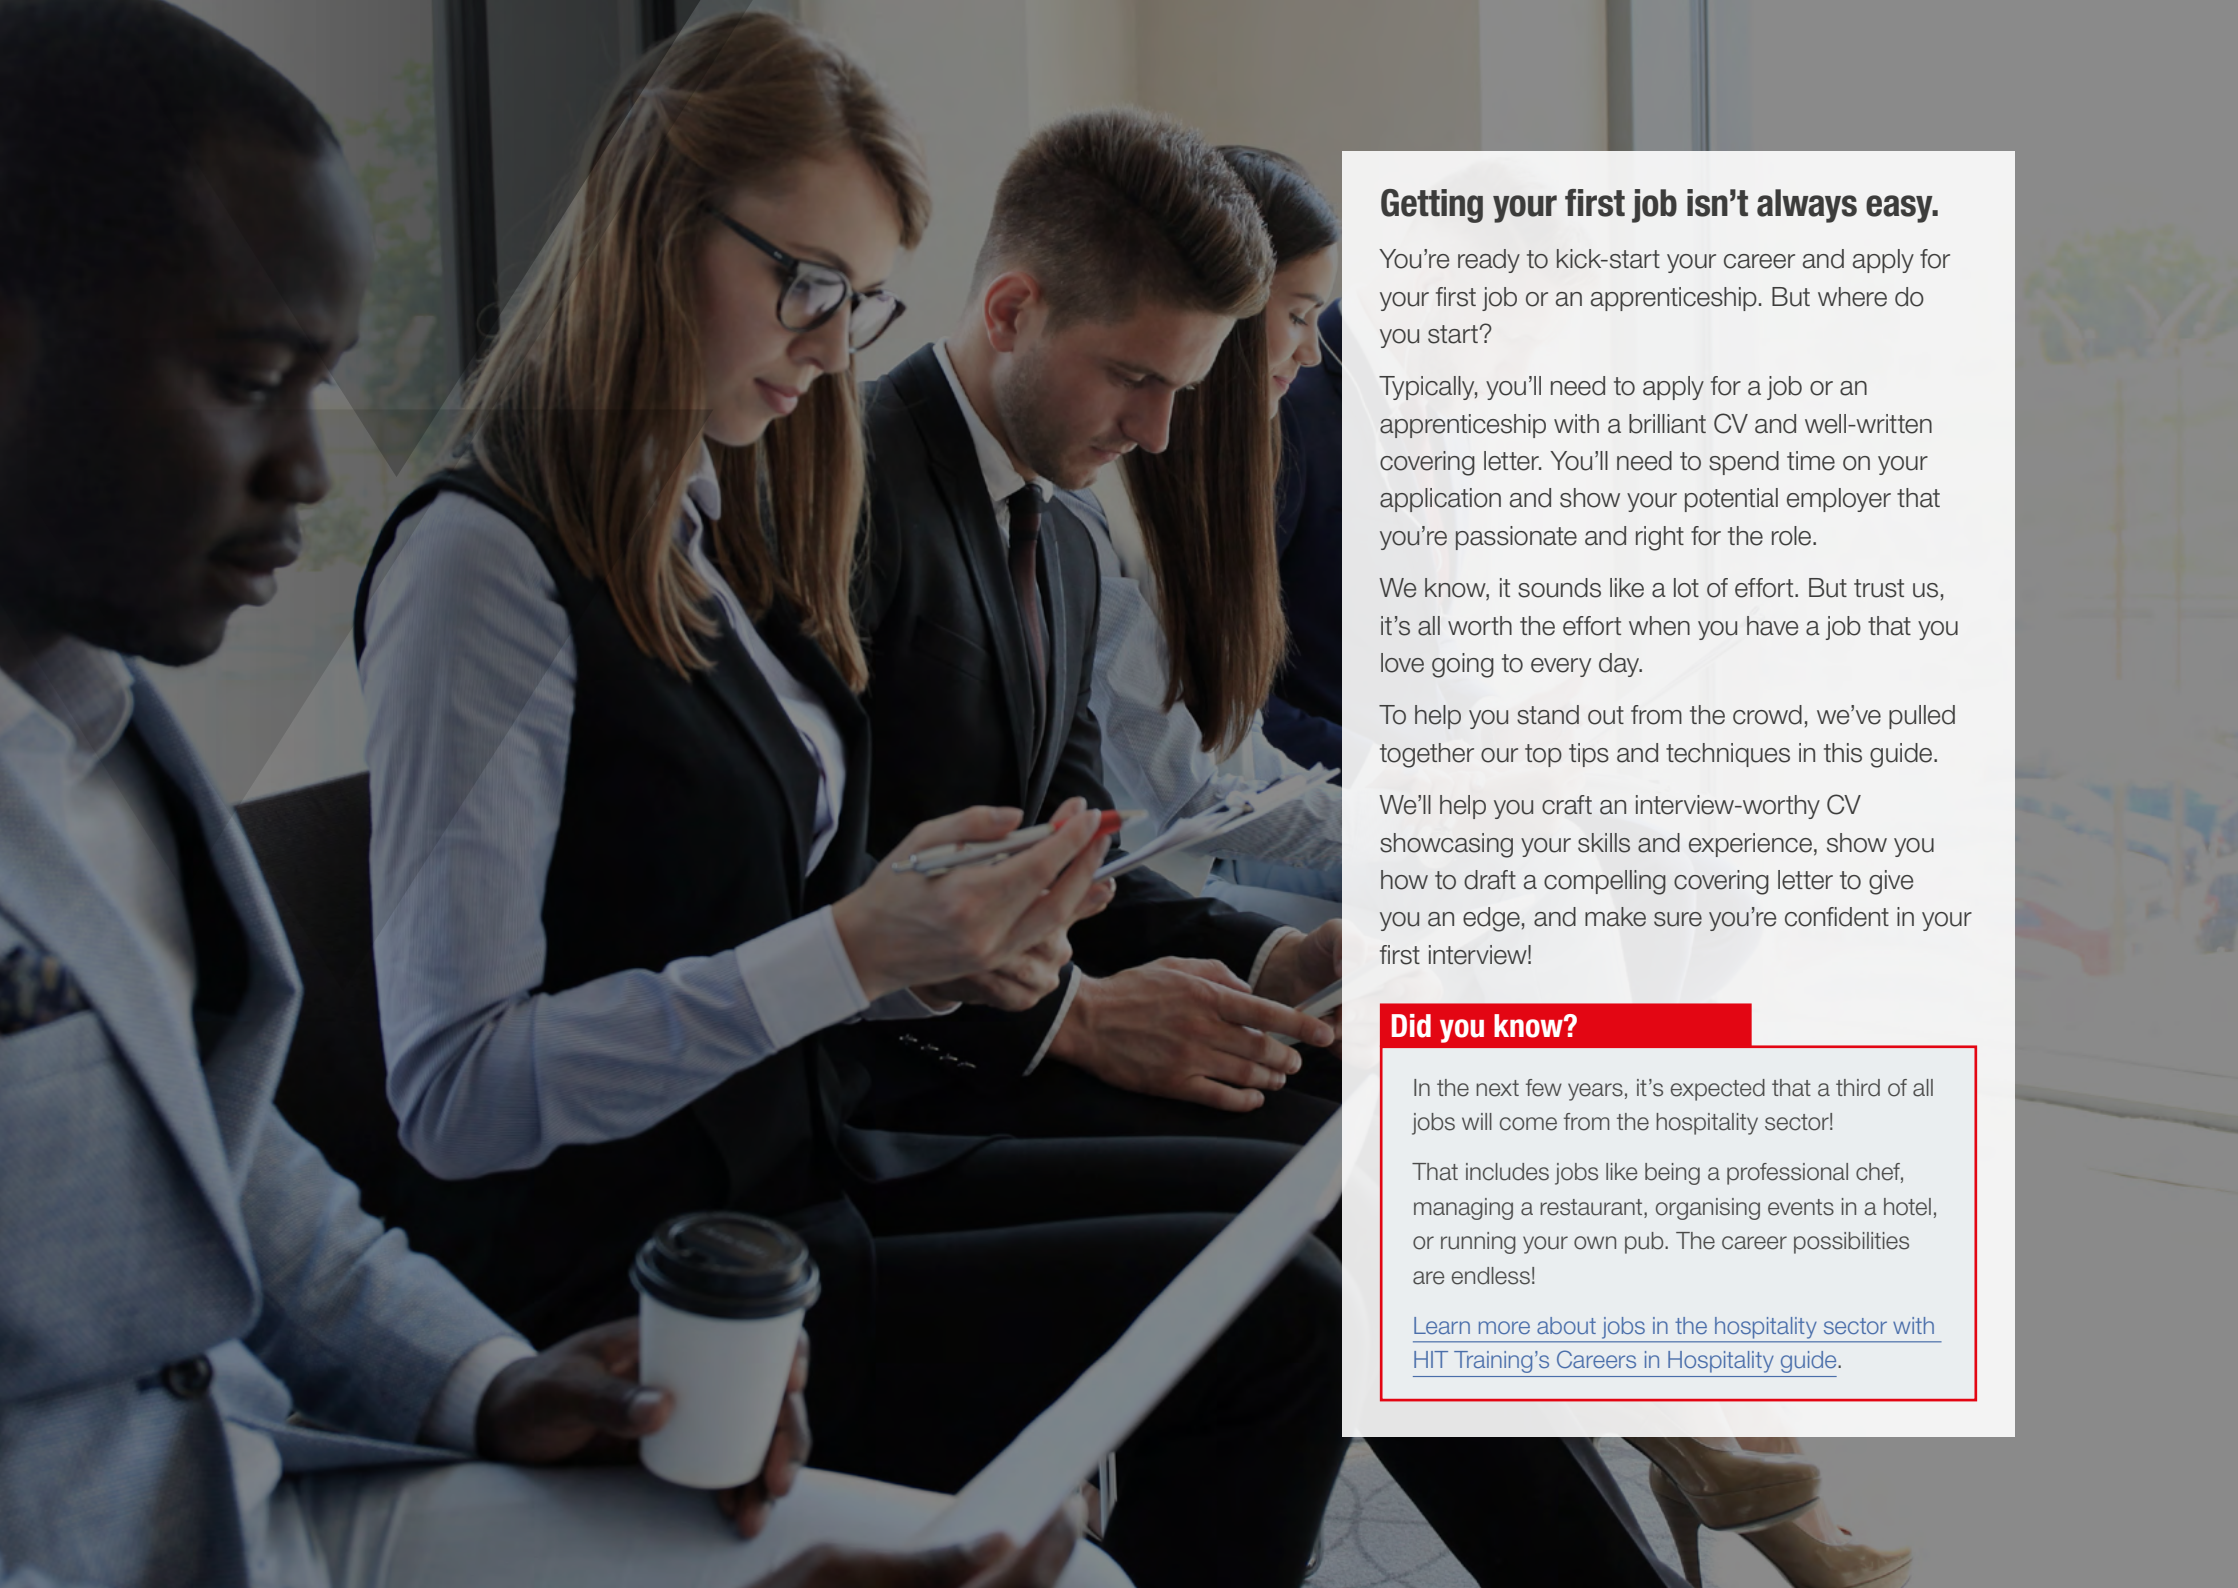 Getting your first job isn’t always easy.
You’re ready to kick-start your career and apply for
your first job or an apprenticeship. But where do
you start?
Typically, you’ll need to apply for a job or an
apprenticeship with a brilliant CV and well-written
covering letter. You’ll need to spend time on your
application and show your potential employer that
you’re passionate and right for the role.
We know, it sounds like a lot of effort. But trust us,
it’s all worth the effort when you have a job that you
love going to every day.
To help you stand out from the crowd, we’ve pulled
together our top tips and techniques in this guide.
We’ll help you craft an interview-worthy CV
showcasing your skills and experience, show you
how to draft a compelling covering letter to give
you an edge, and make sure you’re confident in your
first interview!
Did you know?
In the next few years, it’s expected that a third of all
jobs will come from the hospitality sector!
That includes jobs like being a professional chef,
managing a restaurant, organising events in a hotel,
or running your own pub. The career possibilities
are endless!
Learn more about jobs in the hospitality sector with
HIT Training’s Careers in Hospitality guide.